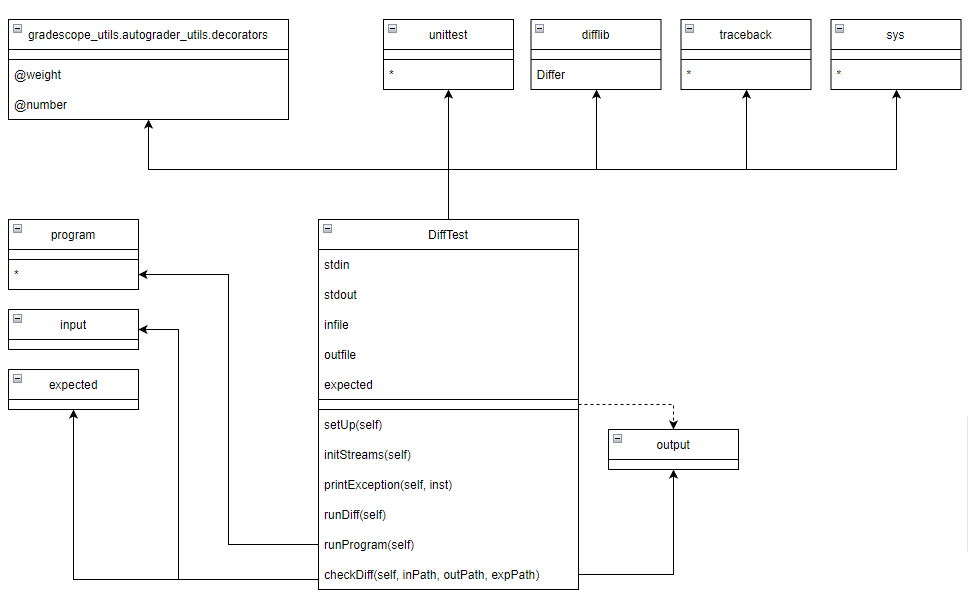 gradescope_utils.autograder_utils.decorators
@weight
@number
unittest
*
difflib
Differ
traceback
*
sys
*
program
*
input
expected
DiffTest
stdin
stdout
infile
outfile
expected
setUp(self)
initStreams(self)
printException(self, inst)
runDiff(self)
runProgram(self)
checkDiff(self, inPath, outPath, expPath)
output